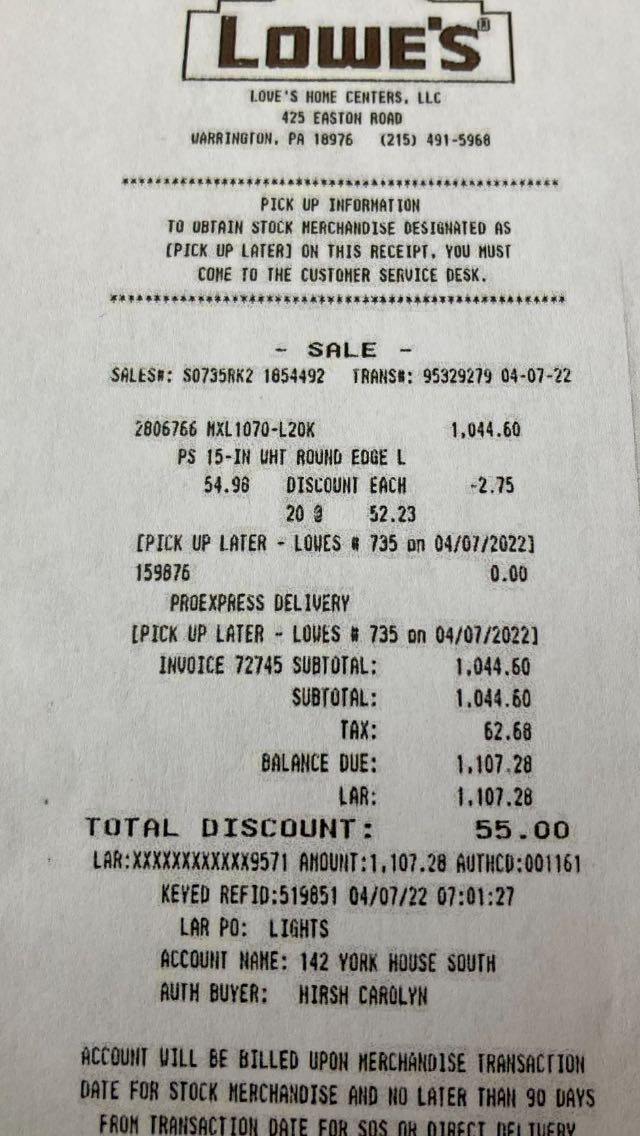 LOWE'S®
LOWE'S HOME CENTERS, LLC
425 EASTON ROAD
WARRINGTON, PA 18976 (215) 491-5968
************************************************
PICK UP INFORMATION
TO OBTAIN STOCK MERCHANDISE DESIGNATED AS
[PICK UP LATER] ON THIS RECEIPT, YOU MUST
COME TO THE CUSTOMER SERVICE DESK.
**************************************************
- SALE -
SALES#: S0735RK2 1854492 TRANS#: 95329279 04-07-22
2806766 MXL1070-L20K 1,044.60
PS 15-IN WHT ROUND EDGE L
54.98 DISCOUNT EACH -2.75
20 @ 52.23
[PICK UP LATER - LOWES # 735 on 04/07/2022]
159876 0.00
PROEXPRESS DELIVERY
[PICK UP LATER - LOWES # 735 on 04/07/2022]
INVOICE 72745 SUBTOTAL: 1,044.60
SUBTOTAL: 1,044.60
TAX: 62.68
BALANCE DUE: 1,107.28
LAR: 1,107.28
TOTAL DISCOUNT: 55.00
LAR:XXXXXXXXXXXX9571 AMOUNT:1,107.28 AUTHCD:001161
KEYED REFID:519851 04/07/22 07:01:27
LAR PO: LIGHTS
ACCOUNT NAME: 142 YORK HOUSE SOUTH
AUTH BUYER: HIRSH CAROLYN
ACCOUNT WILL BE BILLED UPON MERCHANDISE TRANSACTION
DATE FOR STOCK MERCHANDISE AND NO LATER THAN 90 DAYS
FROM TRANSACTION DATE FOR SOS OR DIRECT DELIVERY